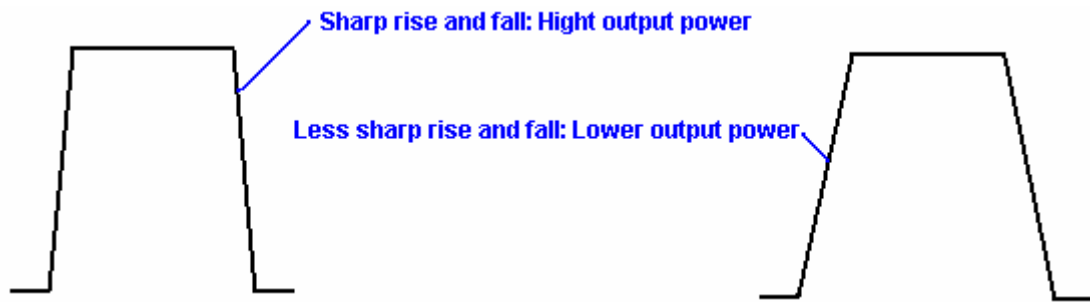 Sharp rise and fall: Hight output power
Less sharp rise and fall: Lower output power